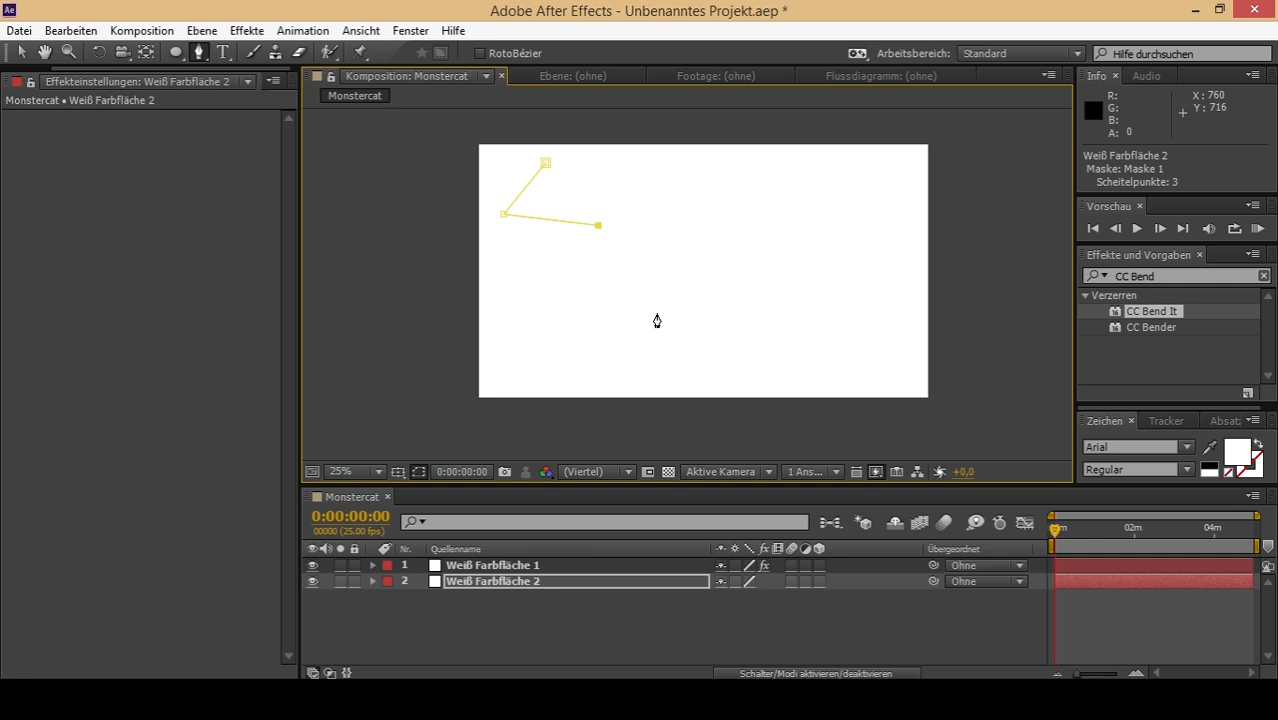 Ae
Adobe After Effects - Unbenanntes Projekt.aep *
Datei Bearbeiten Komposition Ebene Effekte Animation Ansicht Fenster Hilfe
T
RotoBézier
Arbeitsbereich: Standard
Hilfe durchsuchen
Effekteinstellungen: Weiß Farbfläche 2
Komposition: Monstercat
Ebene: (ohne)
Footage: (ohne)
Flussdiagramm: (ohne)
Info
Audio
Monstercat • Weiß Farbfläche 2
Monstercat
R:
G:
B:
A: 0
X : 760
Y : 716
Weiß Farbfläche 2
Maske: Maske 1
Scheitelpunkte: 3
Vorschau
Effekte und Vorgaben
CC Bend
Verzerren
CC Bend It
CC Bender
Zeichen
Tracker
Absat
Arial
Regular
25%
0:00:00:00
(Viertel)
Aktive Kamera
1 Ans...
+0,0
Monstercat
0:00:00:00
00000 (25.00 fps)
02m
04m
Nr.
Quellenname
fx
Übergeordnet
1 Weiß Farbfläche 1
fx
Ohne
2 Weiß Farbfläche 2
Ohne
Schalter/Modi aktivieren/deaktivieren